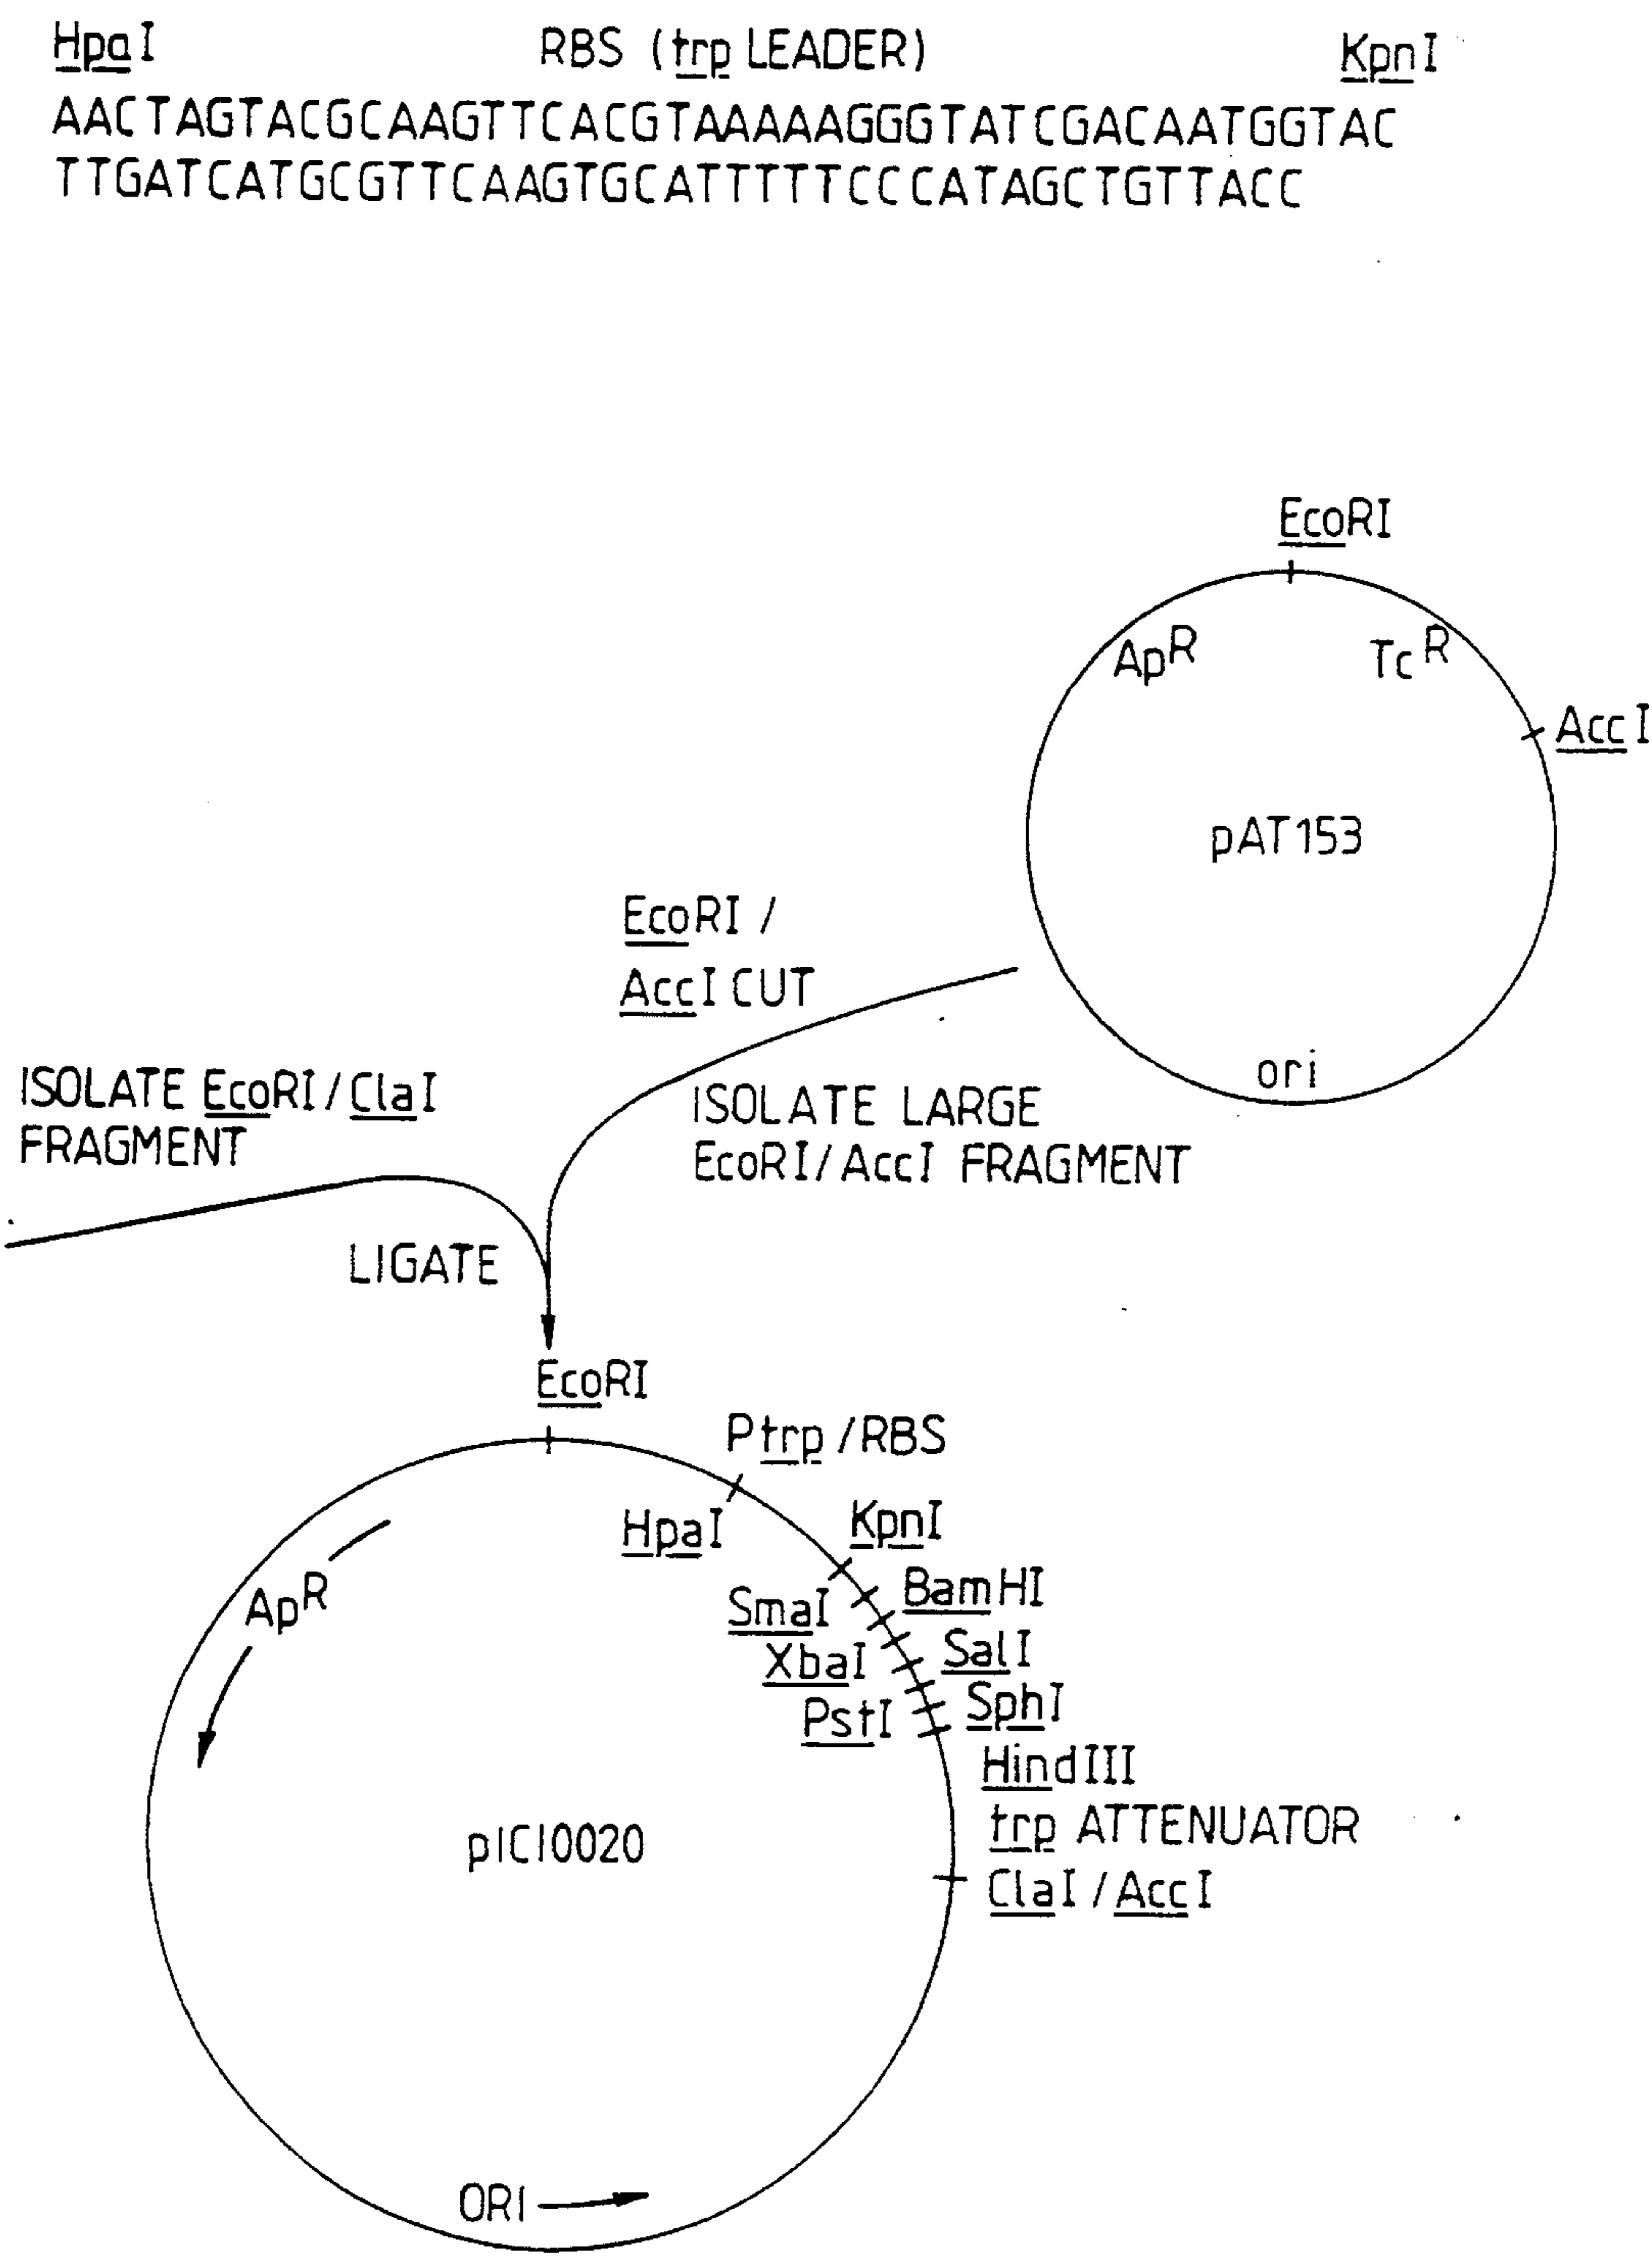 HpaI RBS (trp LEADER) KpnI
AACTAGTACGCAAGTTCACGTAAAAAGGGTATCGACAATGGTAC
TTGATCATGCGTTCAAGTGCATTTTTCCCATAGCTGTTACC
EcoRI
ApR TcR
AccI
pAT153
ori
EcoRI /
AccI CUT
ISOLATE EcoRI/ClaI
FRAGMENT
ISOLATE LARGE
EcoRI/AccI FRAGMENT
LIGATE
EcoRI
Ptrp/RBS
HpaI
KpnI
SmaI
BamHI
XbaI
SalI
PstI
SphI
HindIII
trp ATTENUATOR
ClaI/AccI
ApR
pICI0020
ORI